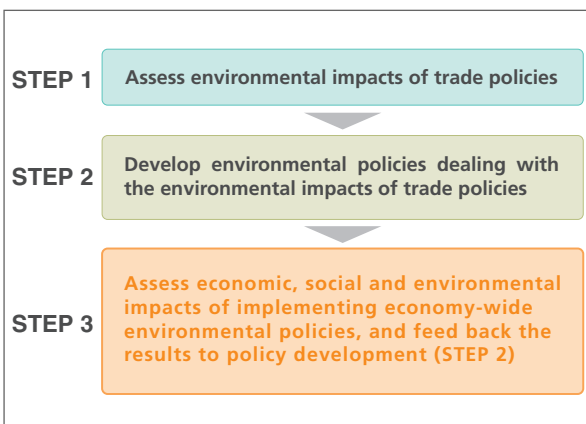 STEP 1
Assess environmental impacts of trade policies
STEP 2
Develop environmental policies dealing with
the environmental impacts of trade policies
STEP 3
Assess economic, social and environmental
impacts of implementing economy-wide
environmental policies, and feed back the
results to policy development (STEP 2)